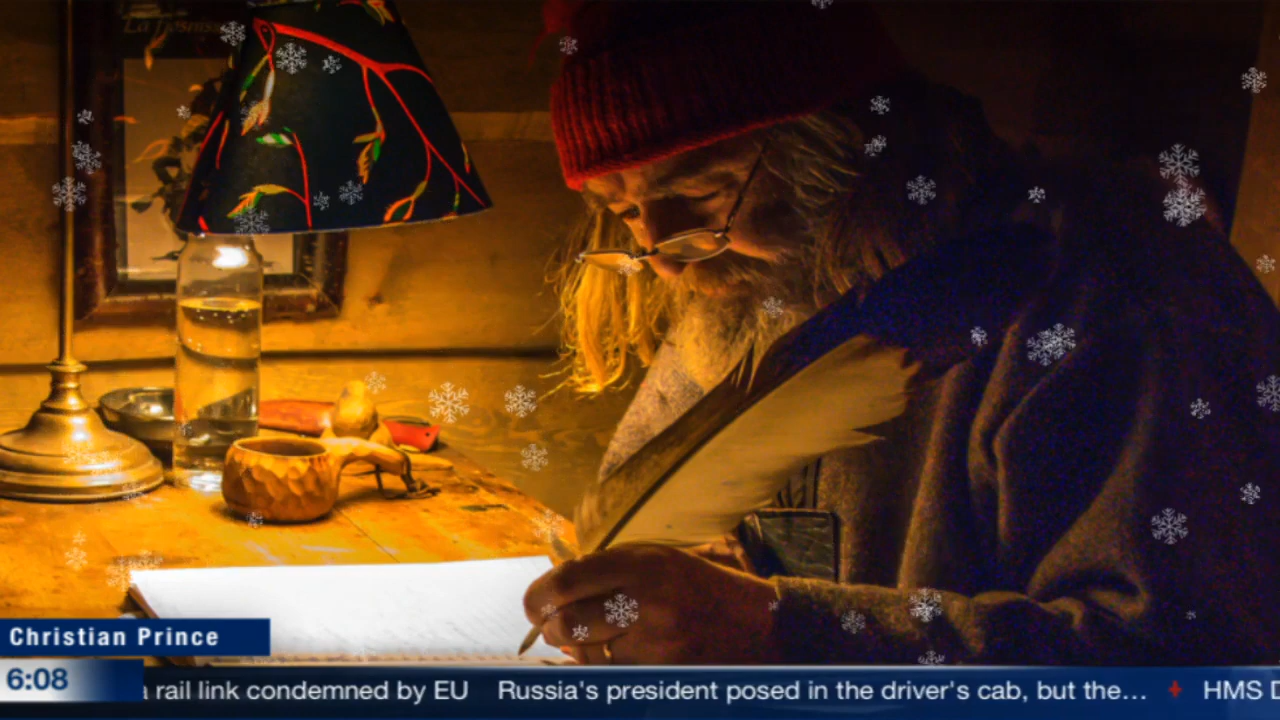 Christian Prince
6:08
rail link condemned by EU Russia's president posed in the driver's cab, but the... HMS D